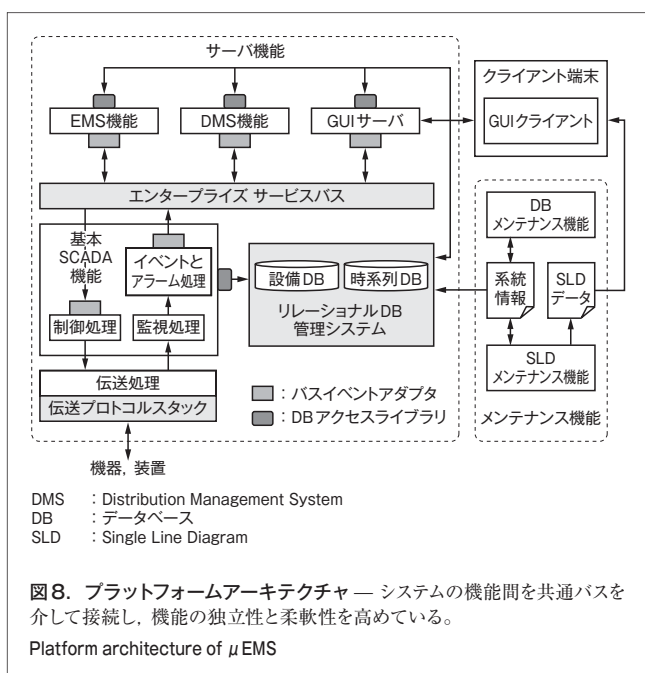 サーバ機能
クライアント端末
GUIクライアント
EMS機能
DMS機能
GUIサーバ
エンタープライズ サービスバス
基本
SCADA
機能
イベントと
アラーム処理
制御処理
監視処理
伝送処理
伝送プロトコルスタック
設備DB
時系列DB
リレーショナルDB
管理システム
:バスイベントアダプタ
:DBアクセスライブラリ
DB
メンテナンス機能
系統
情報
SLD
データ
SLD
メンテナンス機能
メンテナンス機能
機器,装置
DMS :Distribution Management System
DB :データベース
SLD :Single Line Diagram
図8.プラットフォームアーキテクチャ — システムの機能間を共通バスを
介して接続し,機能の独立性と柔軟性を高めている。
Platform architecture of μEMS